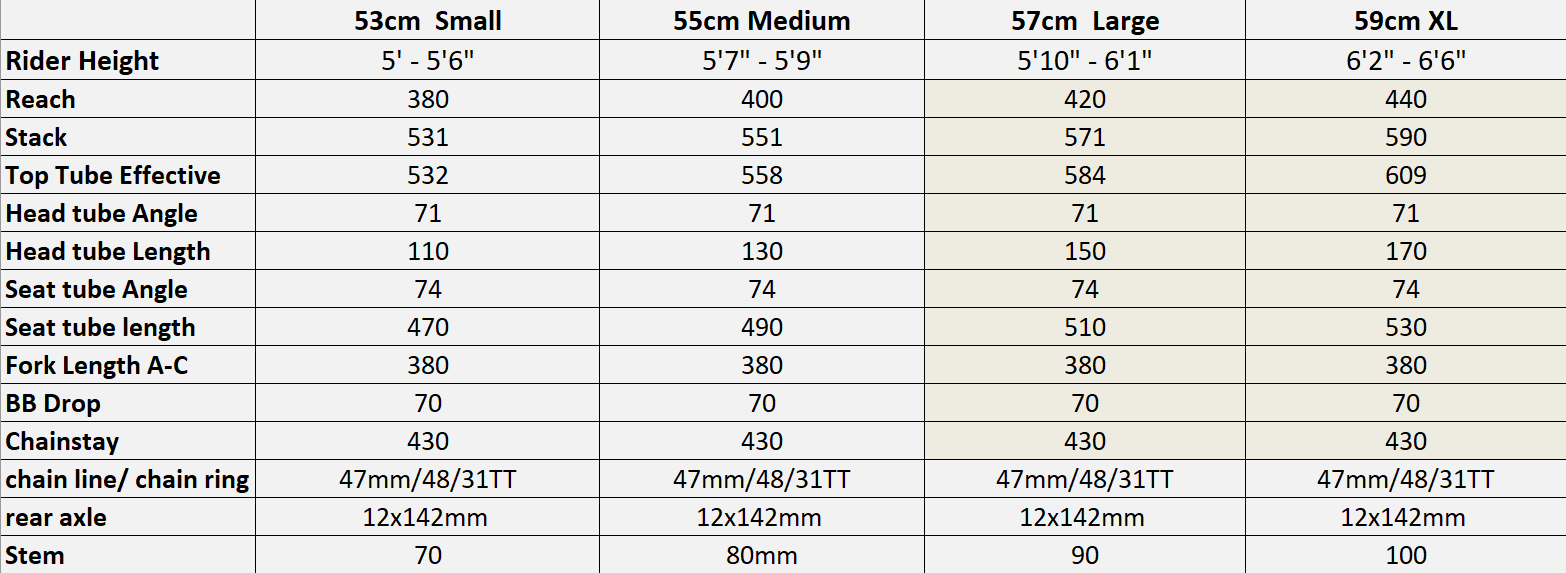 53cm  Small 55cm Medium 57cm  Large 59cm XL
Rider Height 5' - 5'6" 5'7" - 5'9" 5'10" - 6'1" 6'2" - 6'6"
Reach 380 400 420 440
Stack 531 551 571 590
Top Tube Effective 532 558 584 609
Head tube Angle 71 71 71 71
Head tube Length 110 130 150 170
Seat tube Angle 74 74 74 74
Seat tube length 470 490 510 530
Fork Length A-C 380 380 380 380
BB Drop 70 70 70 70
Chainstay 430 430 430 430
chain line/ chain ring 47mm/48/31TT 47mm/48/31TT 47mm/48/31TT 47mm/48/31TT
rear axle 12x142mm 12x142mm 12x142mm 12x142mm
Stem 70 80mm 90 100